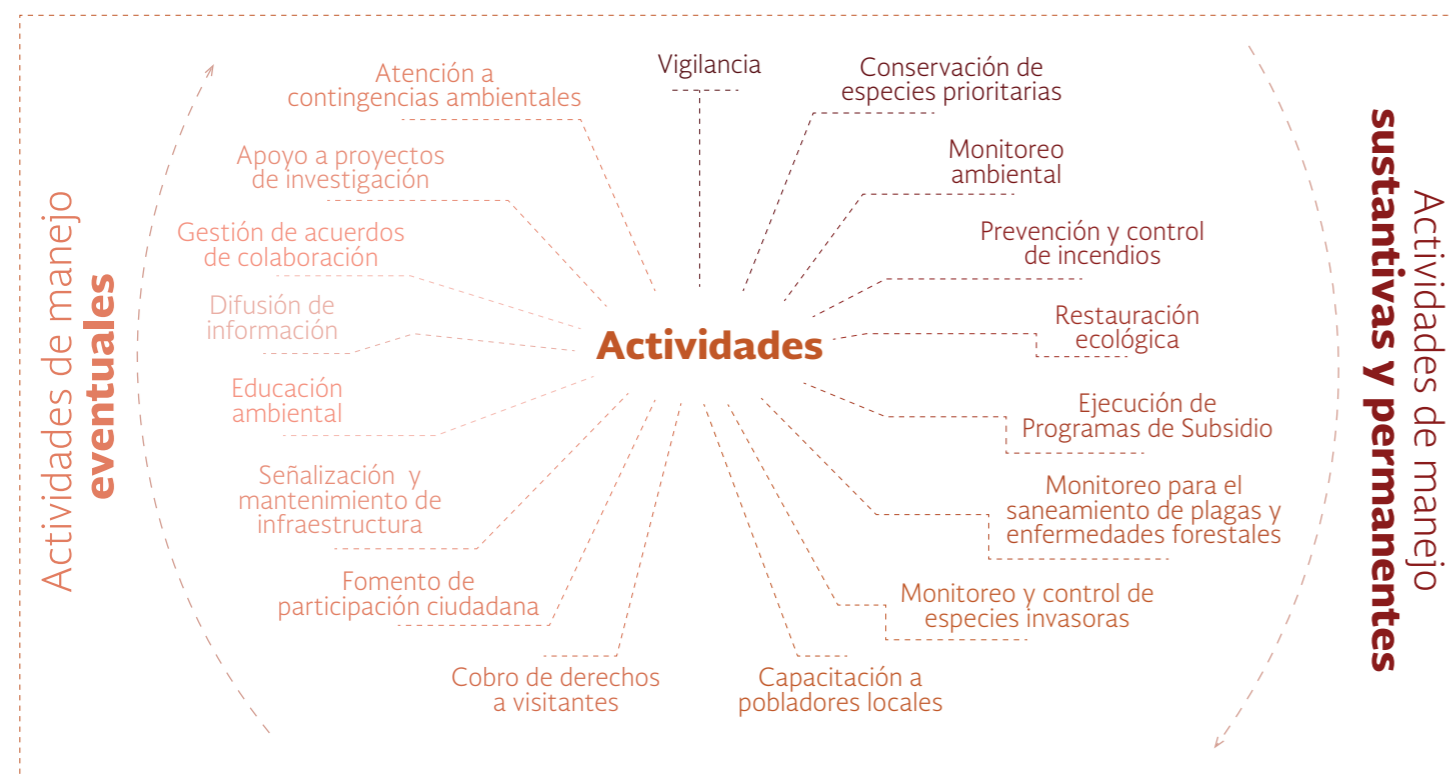 Actividades de manejo
eventuales
Atención a
contingencias ambientales
Apoyo a proyectos
de investigación
Gestión de acuerdos
de colaboración
Difusión de
información
Educación
ambiental
Señalización y
mantenimiento de
infraestructura
Fomento de
participación ciudadana
Cobro de derechos
a visitantes
Actividades
Vigilancia
Conservación de
especies prioritarias
Monitoreo
ambiental
Prevención y control
de incendios
Restauración
ecológica
Ejecución de
Programas de Subsidio
Monitoreo para el
saneamiento de plagas y
enfermedades forestales
Monitoreo y control de
especies invasoras
Capacitación a
pobladores locales
Actividades de manejo
sustantivas y permanentes